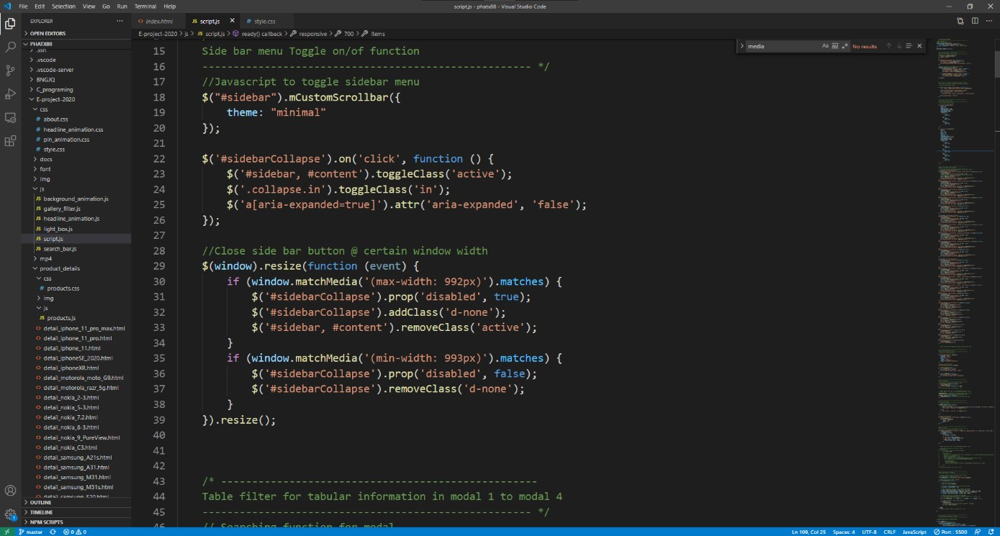 File Edit Selection View Go Run Terminal Help
script.js - phatx88 - Visual Studio Code
EXPLORER
index.html
script.js
style.css
OPEN EDITORS
E-project-2020 > js > script.js > ready() callback > responsive > 700 > items
PHATX88
.ssh
.vscode
.vscode-server
BNGJQ
C_programing
E-project-2020
css
about.css
headline_animation.css
pin_animation.css
style.css
docs
font
img
js
background_animation.js
gallery_filter.js
headline_animation.js
light_box.js
script.js
search_bar.js
mp4
product_details
css
products.css
img
js
products.js
detail_iphone_11_pro_max.html
detail_iphone_11_pro.html
detail_iphone_11.html
detail_iphoneSE_2020.html
detail_iphoneXR.html
detail_motorola_moto_G9.html
detail_motorola_razr_5g.html
detail_nokia_2-3.html
detail_nokia_5-3.html
detail_nokia_7.2.html
detail_nokia_8-3.html
detail_nokia_9_PureView.html
detail_nokia_C3.html
detail_samsung_A21s.html
detail_samsung_A31.html
detail_samsung_M31.html
detail_samsung_M31s.html
detail_samsung_S20.html
OUTLINE
TIMELINE
NPM SCRIPTS
media
Aa
No results
15 Side bar menu Toggle on/of function
16 ----------------------------------------------------- */
17 //Javascript to toggle sidebar menu
18 $("#sidebar").mCustomScrollbar({
19 theme: "minimal"
20 });
21
22 $('#sidebarCollapse').on('click', function () {
23 $('#sidebar, #content').toggleClass('active');
24 $('.collapse.in').toggleClass('in');
25 $('a[aria-expanded=true]').attr('aria-expanded', 'false');
26 });
27
28 //Close side bar button @ certain window width
29 $(window).resize(function (event) {
30 if (window.matchMedia('(max-width: 992px)').matches) {
31 $('#sidebarCollapse').prop('disabled', true);
32 $('#sidebarCollapse').addClass('d-none');
33 $('#sidebar, #content').removeClass('active');
34 }
35 if (window.matchMedia('(min-width: 993px)').matches) {
36 $('#sidebarCollapse').prop('disabled', false);
37 $('#sidebarCollapse').removeClass('d-none');
38 }
39 }).resize();
40
41
42
43 /* ---------------------------------------------------
44 Table filter for tabular information in modal 1 to modal 4
45 ----------------------------------------------------- */
46 // Searching function for modal
master
0 0
Ln 109, Col 25 Spaces: 4 UTF-8 CRLF JavaScript Port : 5500
1